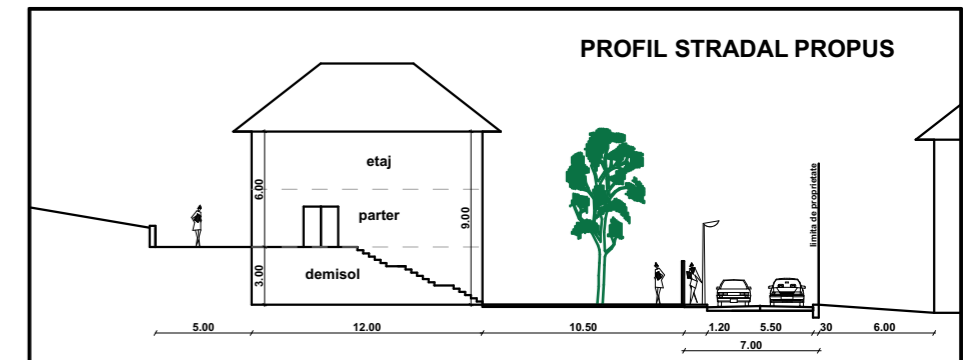 PROFIL STRADAL PROPUS
etaj
6.00
parter
9.00
limita de proprietate
demisol
3.00
5.00
12.00
10.50
1.20
5.50
30
6.00
7.00